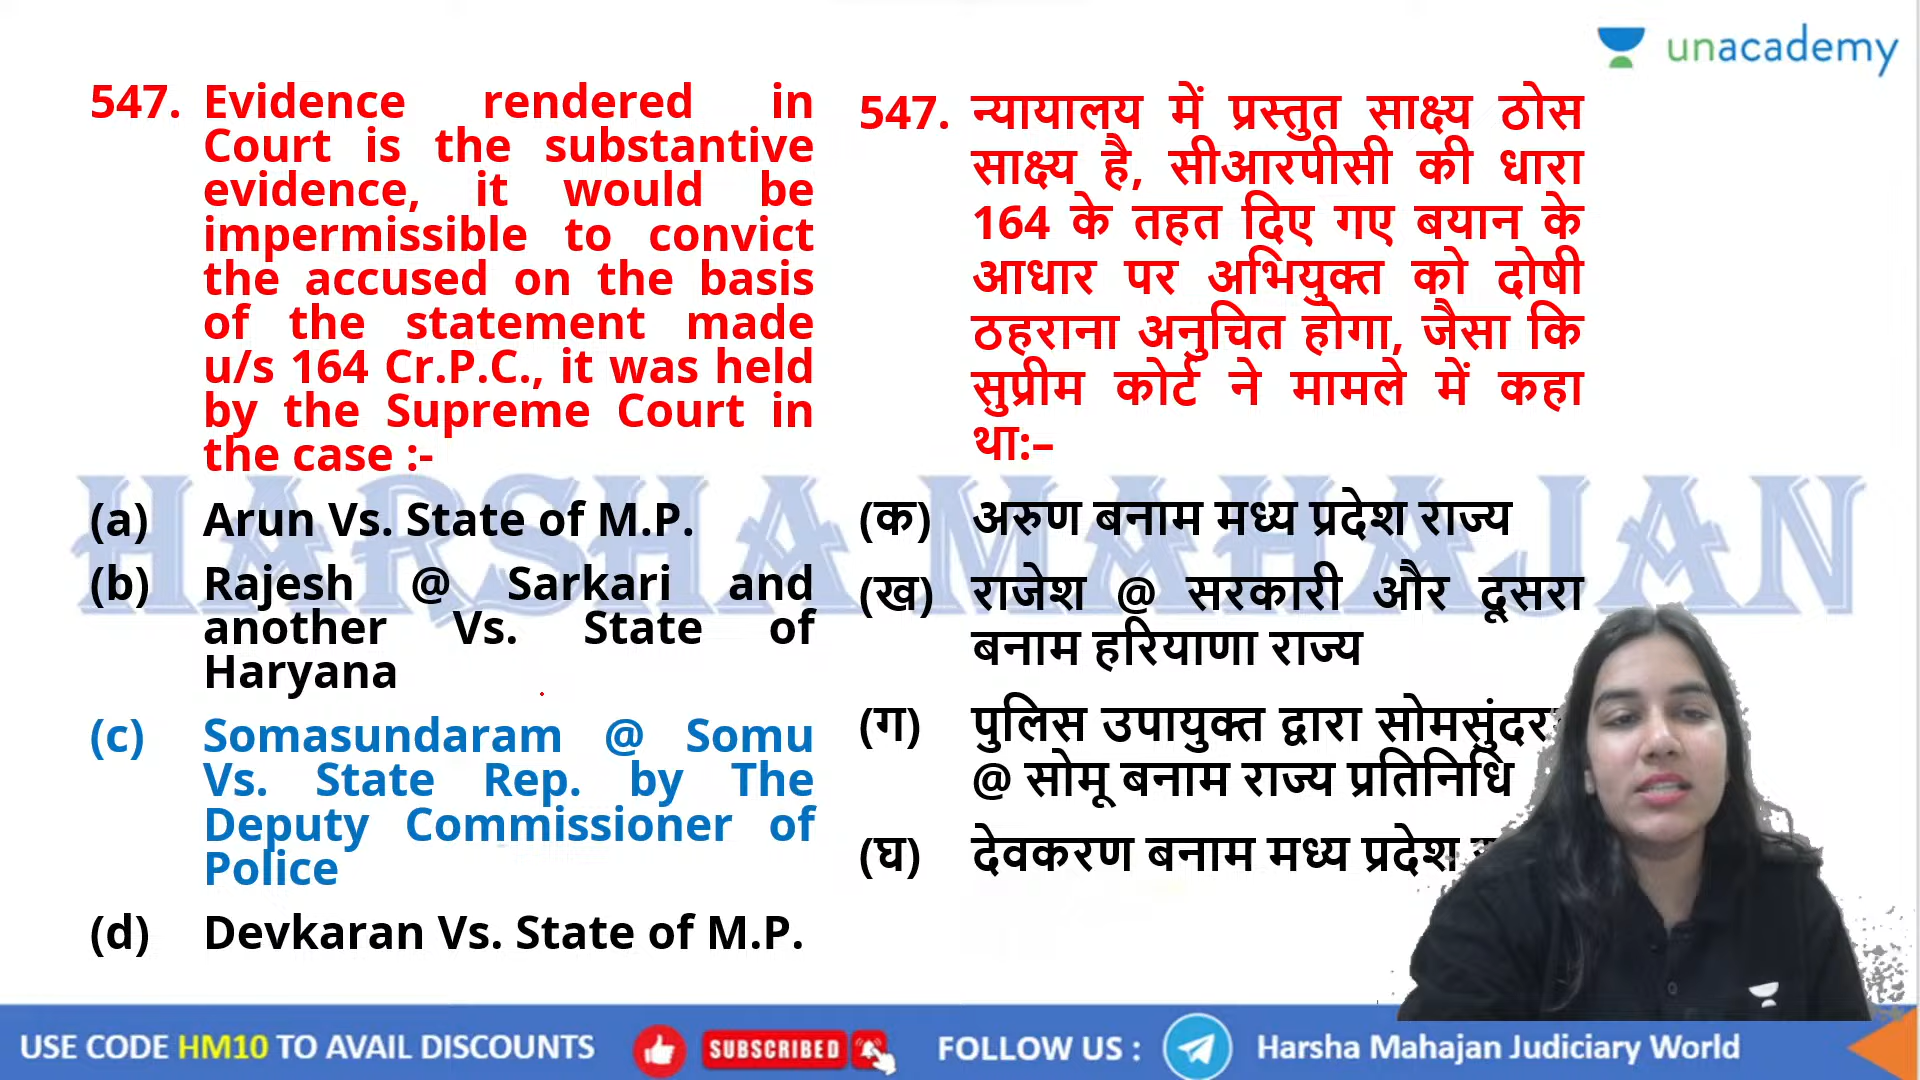 unacademy
547. Evidence rendered in
Court is the substantive
evidence, it would be
impermissible to convict
the accused on the basis
of the statement made
u/s 164 Cr.P.C., it was held
by the Supreme Court in
the case :-
(a) Arun Vs. State of M.P.
(b) Rajesh @ Sarkari and
another Vs. State of
Haryana
(c) Somasundaram @ Somu
Vs. State Rep. by The
Deputy Commissioner of
Police
(d) Devkaran Vs. State of M.P.
547. न्यायालय में प्रस्तुत साक्ष्य ठोस
साक्ष्य है, सीआरपीसी की धारा
164 के तहत दिए गए बयान के
आधार पर अभियुक्त को दोषी
ठहराना अनुचित होगा, जैसा कि
सुप्रीम कोर्ट ने मामले में कहा
था:–
(क) अरुण बनाम मध्य प्रदेश राज्य
(ख) राजेश @ सरकारी और दूसरा
बनाम हरियाणा राज्य
(ग) पुलिस उपायुक्त द्वारा
@ सोमू बनाम राज्य प्रतिनिधि
(घ) देवकरण बनाम मध्य प्रदेश
HARSHA MAHAJAN
USE CODE HM10 TO AVAIL DISCOUNTS
SUBSCRIBED
FOLLOW US :
Harsha Mahajan Judiciary World